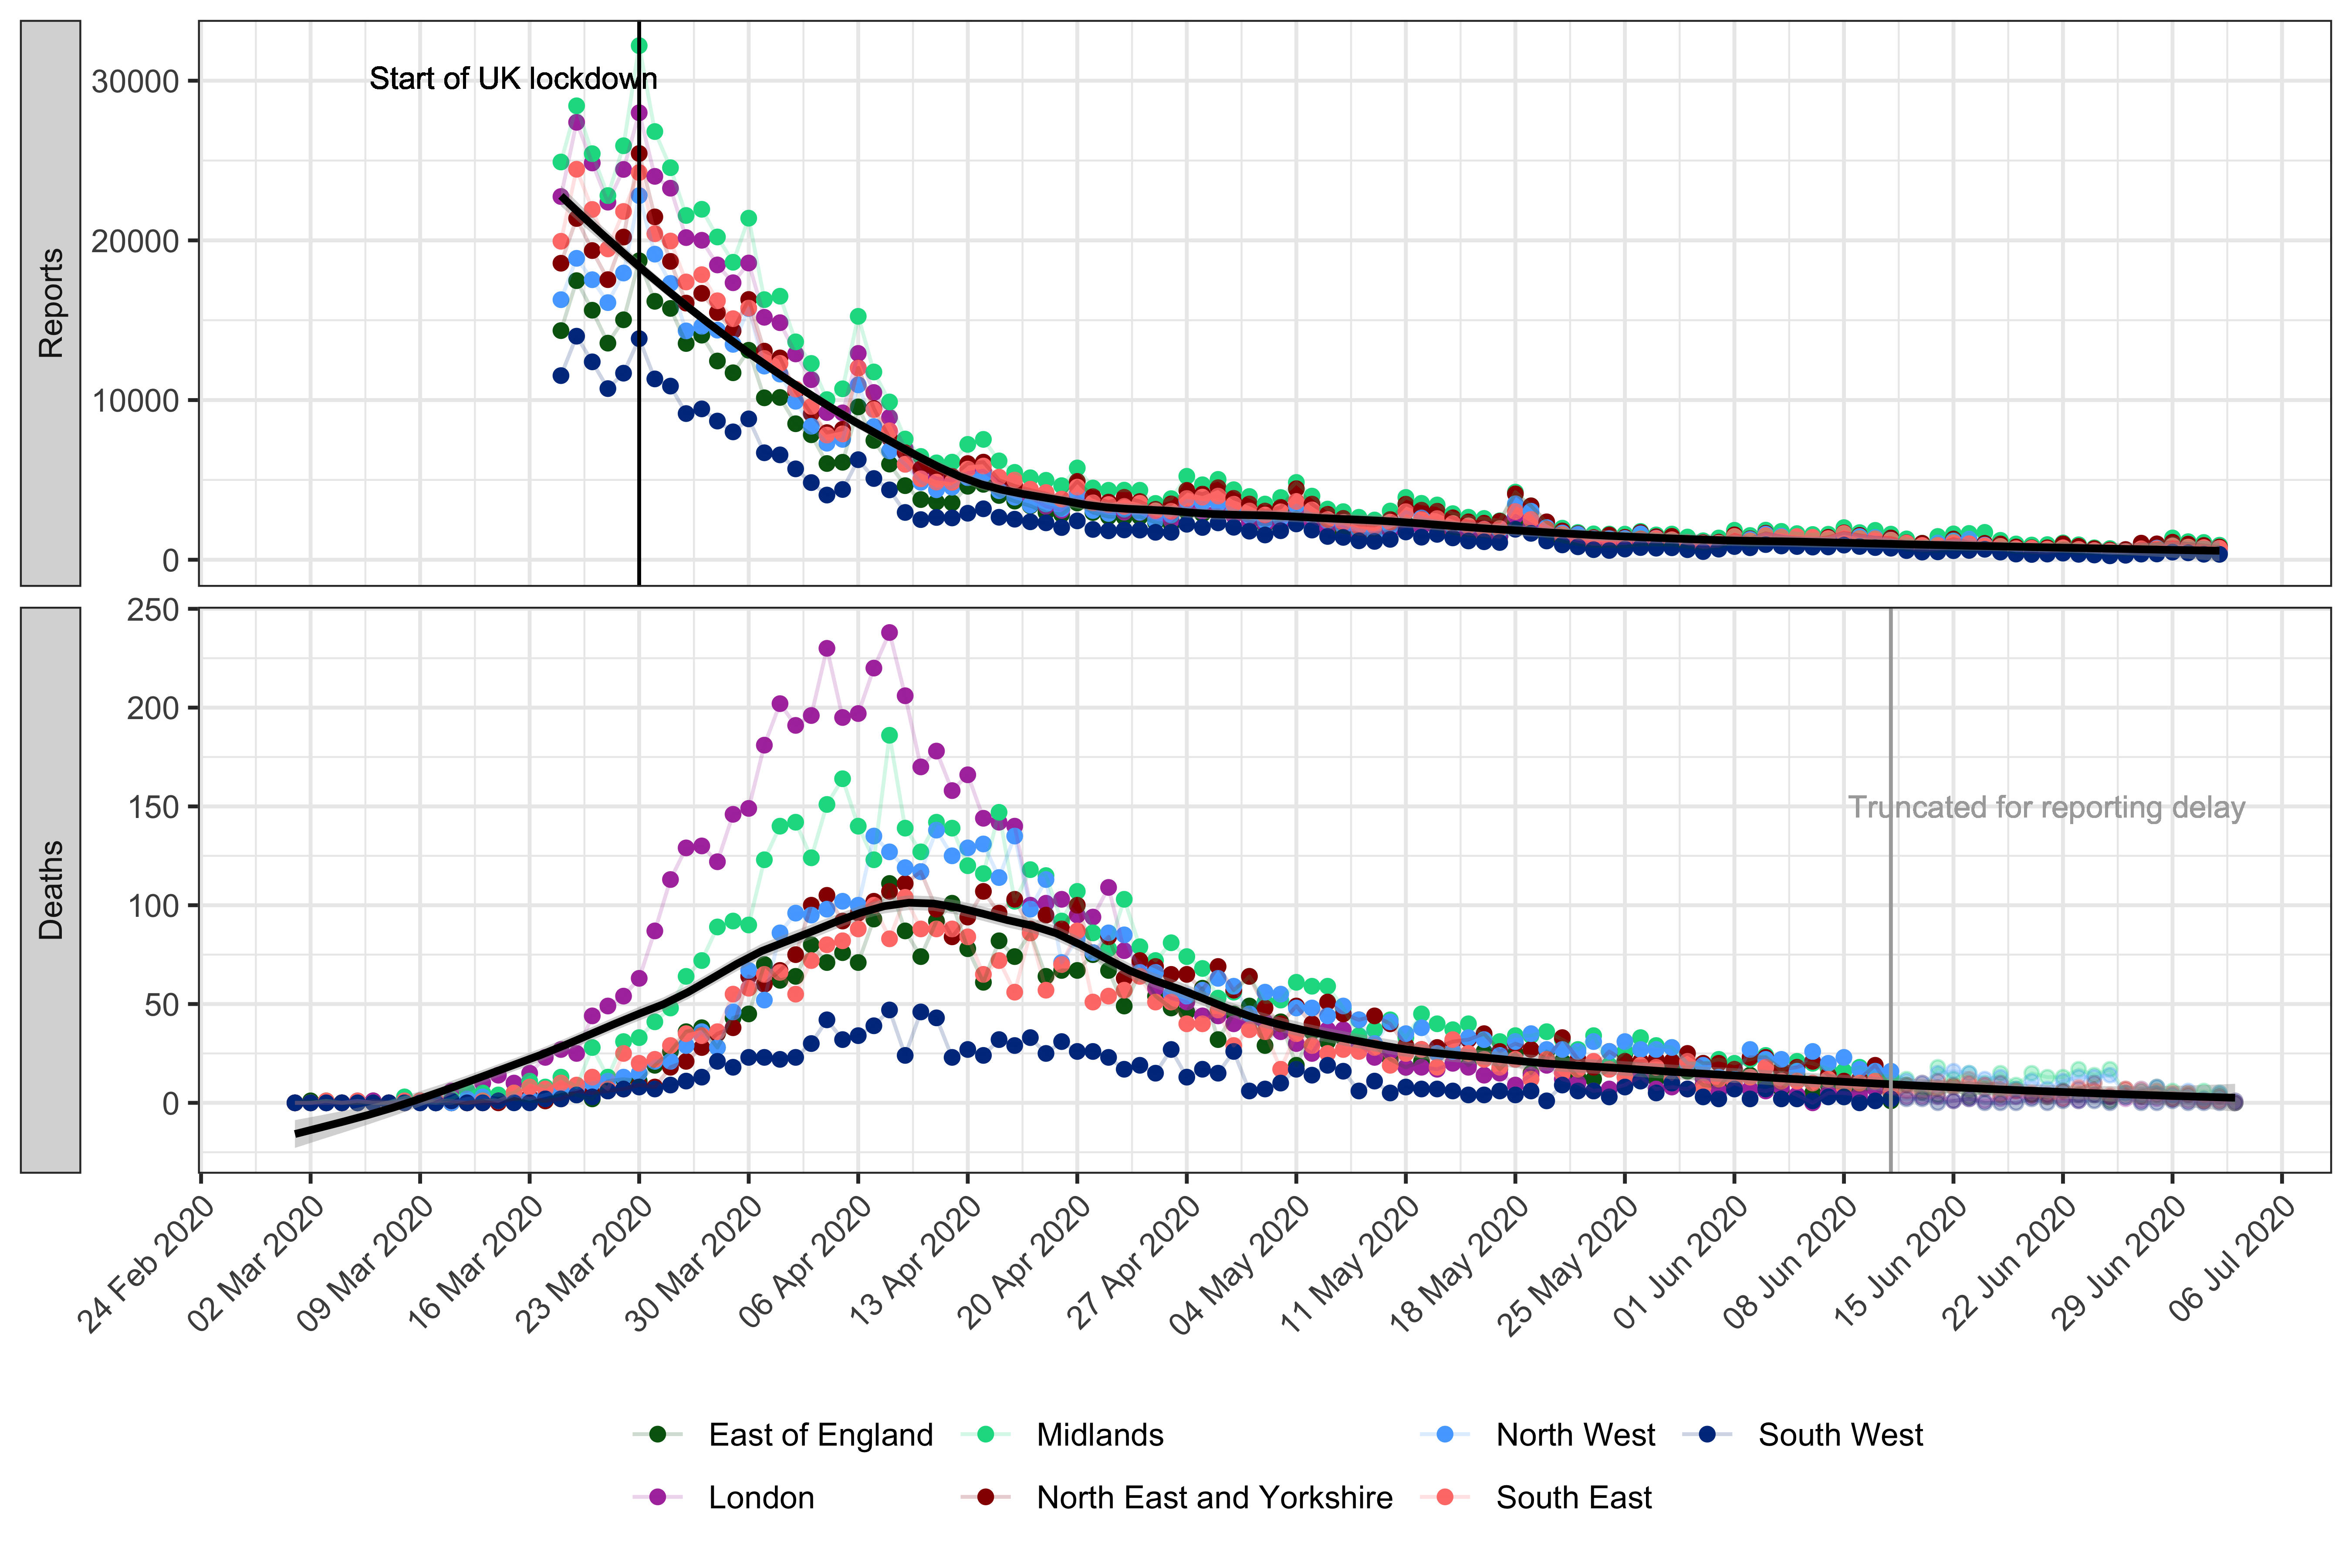 Reports
30000
20000
10000
0
Start of UK lockdown
Deaths
250
200
150
100
50
0
Truncated for reporting delay
24 Feb 2020
02 Mar 2020
09 Mar 2020
16 Mar 2020
23 Mar 2020
30 Mar 2020
06 Apr 2020
13 Apr 2020
20 Apr 2020
27 Apr 2020
04 May 2020
11 May 2020
18 May 2020
25 May 2020
01 Jun 2020
08 Jun 2020
15 Jun 2020
22 Jun 2020
29 Jun 2020
06 Jul 2020
East of England
Midlands
North West
South West
London
North East and Yorkshire
South East